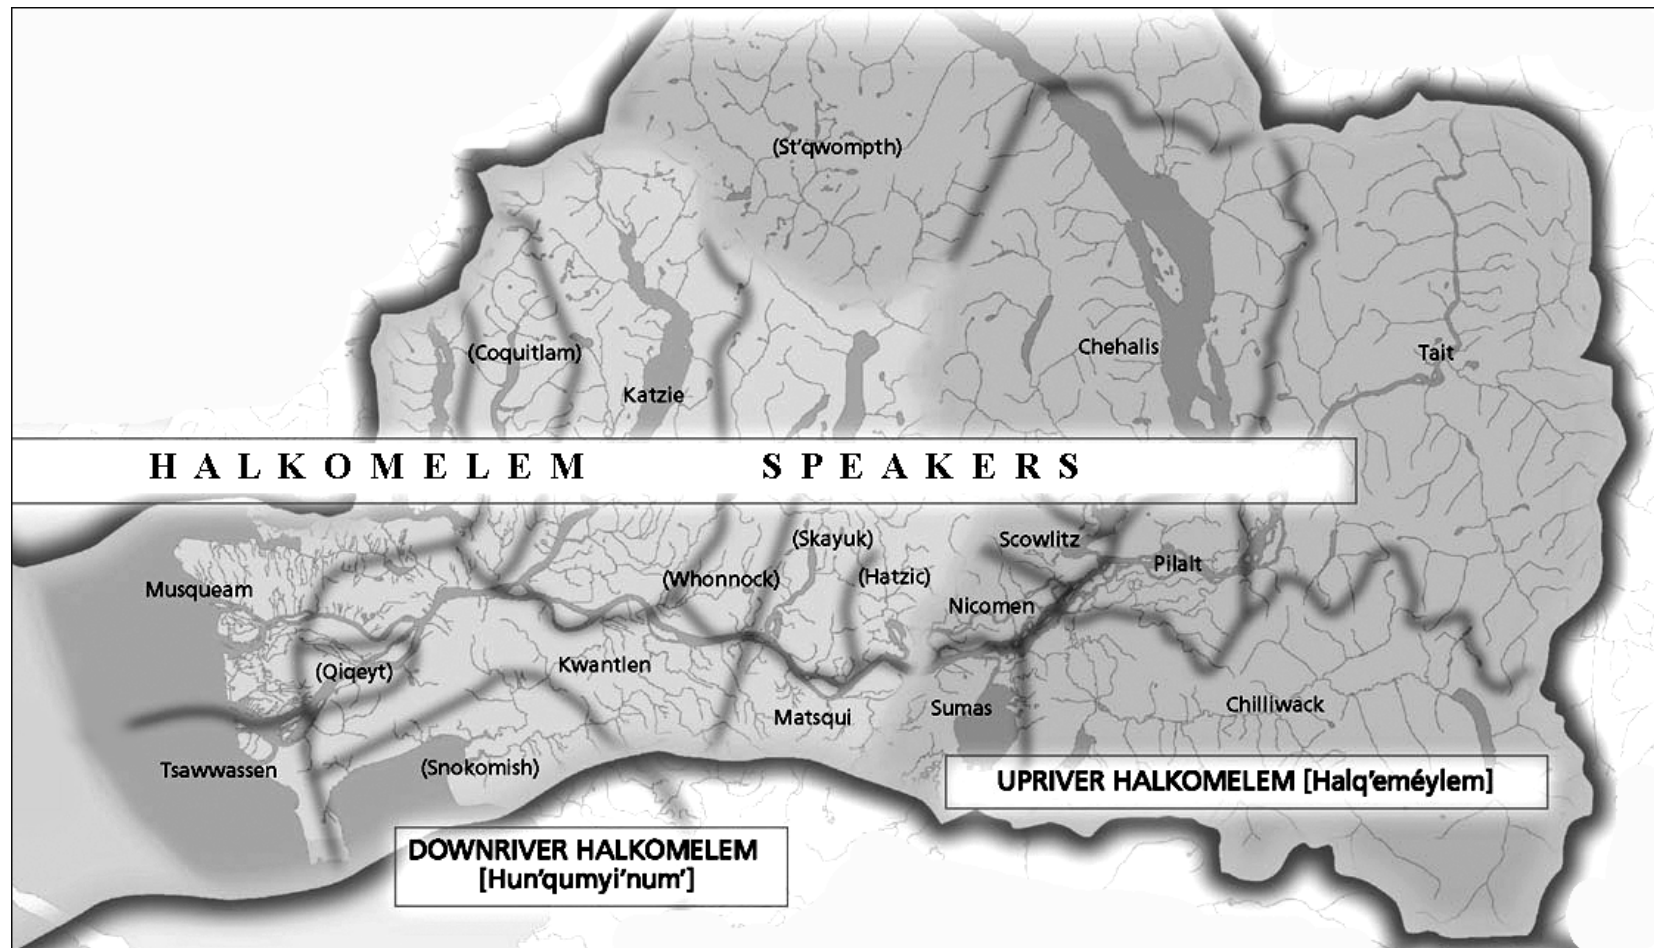 (St'qwompth)
Chehalis
(Coquitlam)
Tait
Katzie
HALKOMELEM SPEAKERS
(Skayuk)
Scowlitz
Pilalt
(Whonnock)
(Hatzic)
Musqueam
Nicomen
Kwantlen
(Qiqeyt)
Sumas
Chilliwack
Matsqui
Tsawwassen
(Snokomish)
UPRIVER HALKOMELEM [Halq'eméylem]
DOWNRIVER HALKOMELEM
[Hun'qumyi'num']